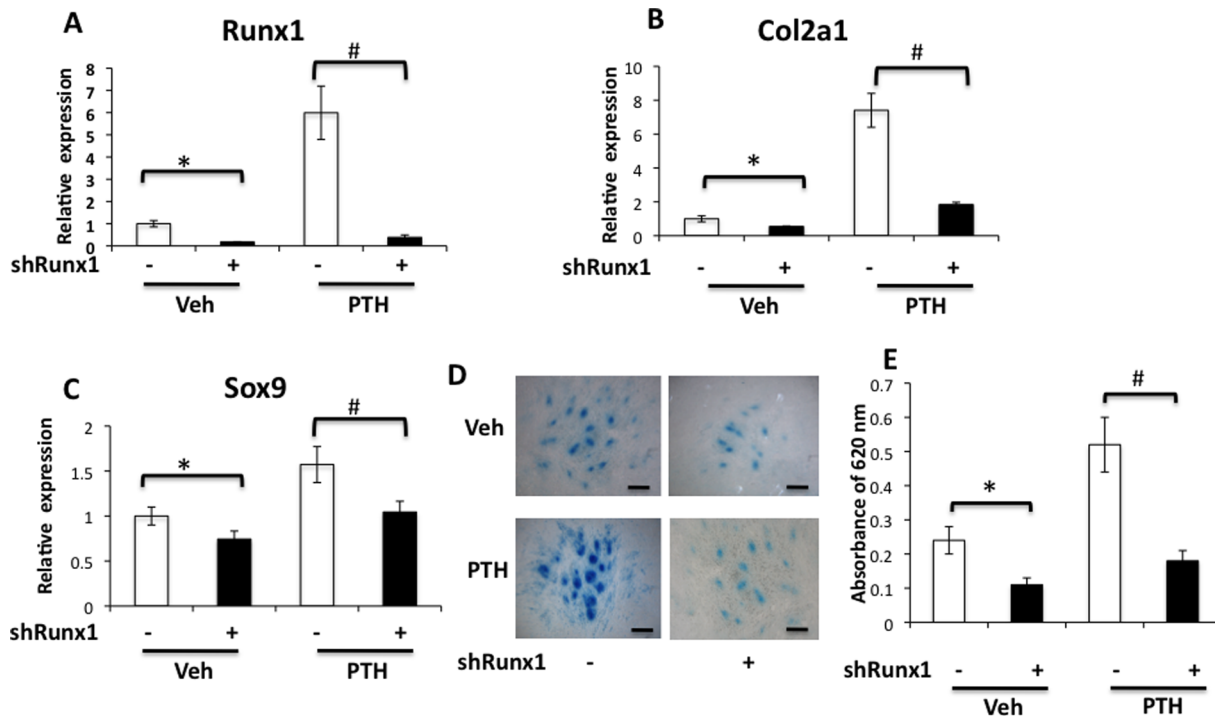 A
Runx1
#
*
Relative expression
8
7
6
5
4
3
2
1
0
shRunx1 - + - +
Veh PTH
B
Col2a1
#
*
Relative expression
10
8
6
4
2
0
shRunx1 - + - +
Veh PTH
C
Sox9
#
*
Relative expression
2
1.5
1
0.5
0
shRunx1 - + - +
Veh PTH
D
Veh
PTH
shRunx1 - +
E
#
*
Absorbance of 620 nm
0.7
0.6
0.5
0.4
0.3
0.2
0.1
0
shRunx1 - + - +
Veh PTH